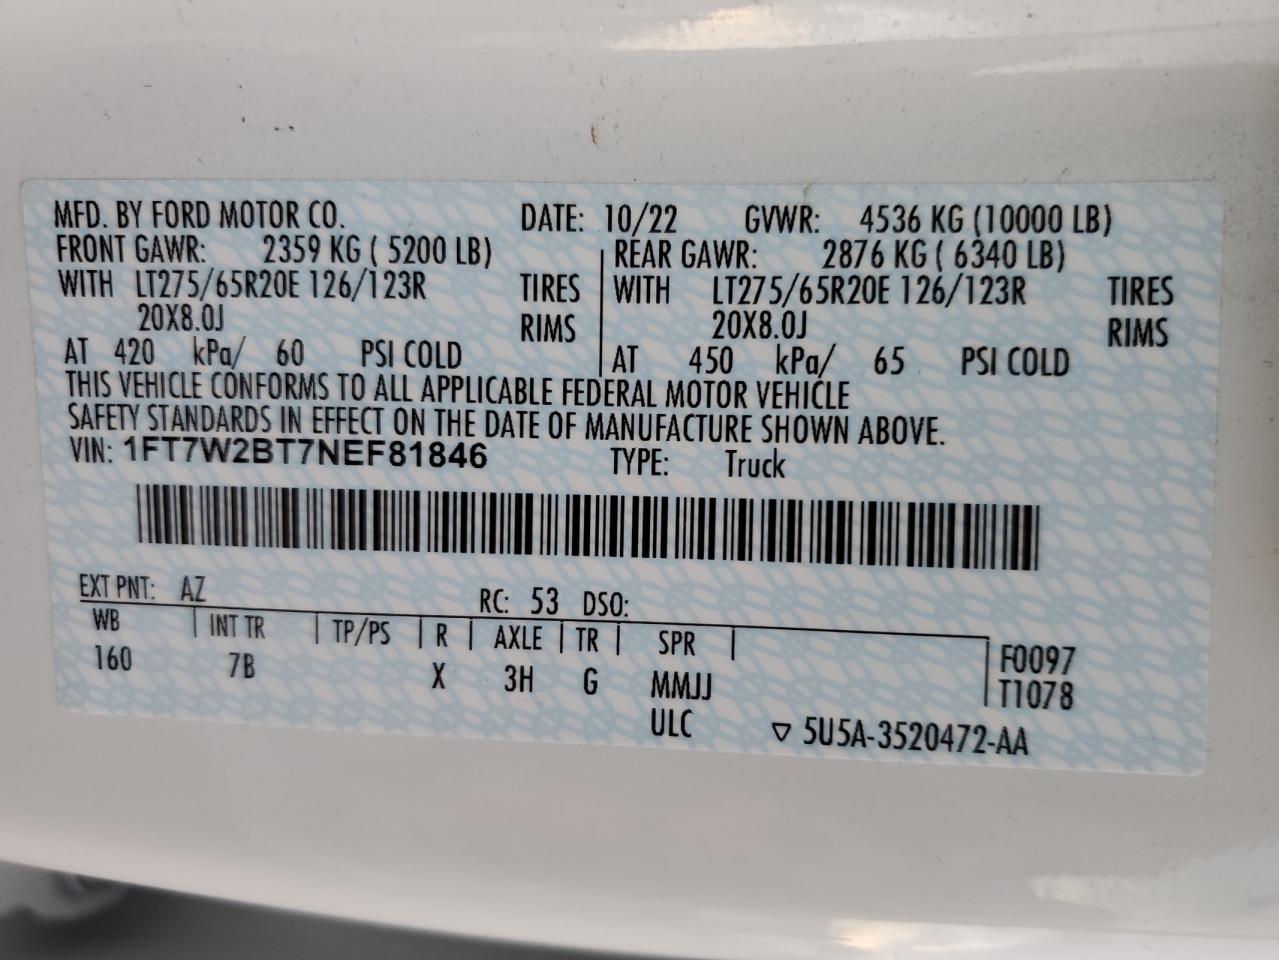 MFD. BY FORD MOTOR CO. DATE: 10/22 GVWR: 4536 KG (10000 LB)
FRONT GAWR: 2359 KG ( 5200 LB) REAR GAWR: 2876 KG ( 6340 LB)
WITH LT275/65R20E 126/123R TIRES WITH LT275/65R20E 126/123R TIRES
20X8.0J RIMS 20X8.0J RIMS
AT 420 kPa/ 60 PSI COLD AT 450 kPa/ 65 PSI COLD
THIS VEHICLE CONFORMS TO ALL APPLICABLE FEDERAL MOTOR VEHICLE
SAFETY STANDARDS IN EFFECT ON THE DATE OF MANUFACTURE SHOWN ABOVE.
VIN: 1FT7W2BT7NEF81846 TYPE: Truck
EXT PNT: AZ RC: 53 DSO:
WB INT TR TP/PS R AXLE TR SPR F0097
160 7B X 3H G MMJJ T1078
ULC ▽ 5U5A-3520472-AA